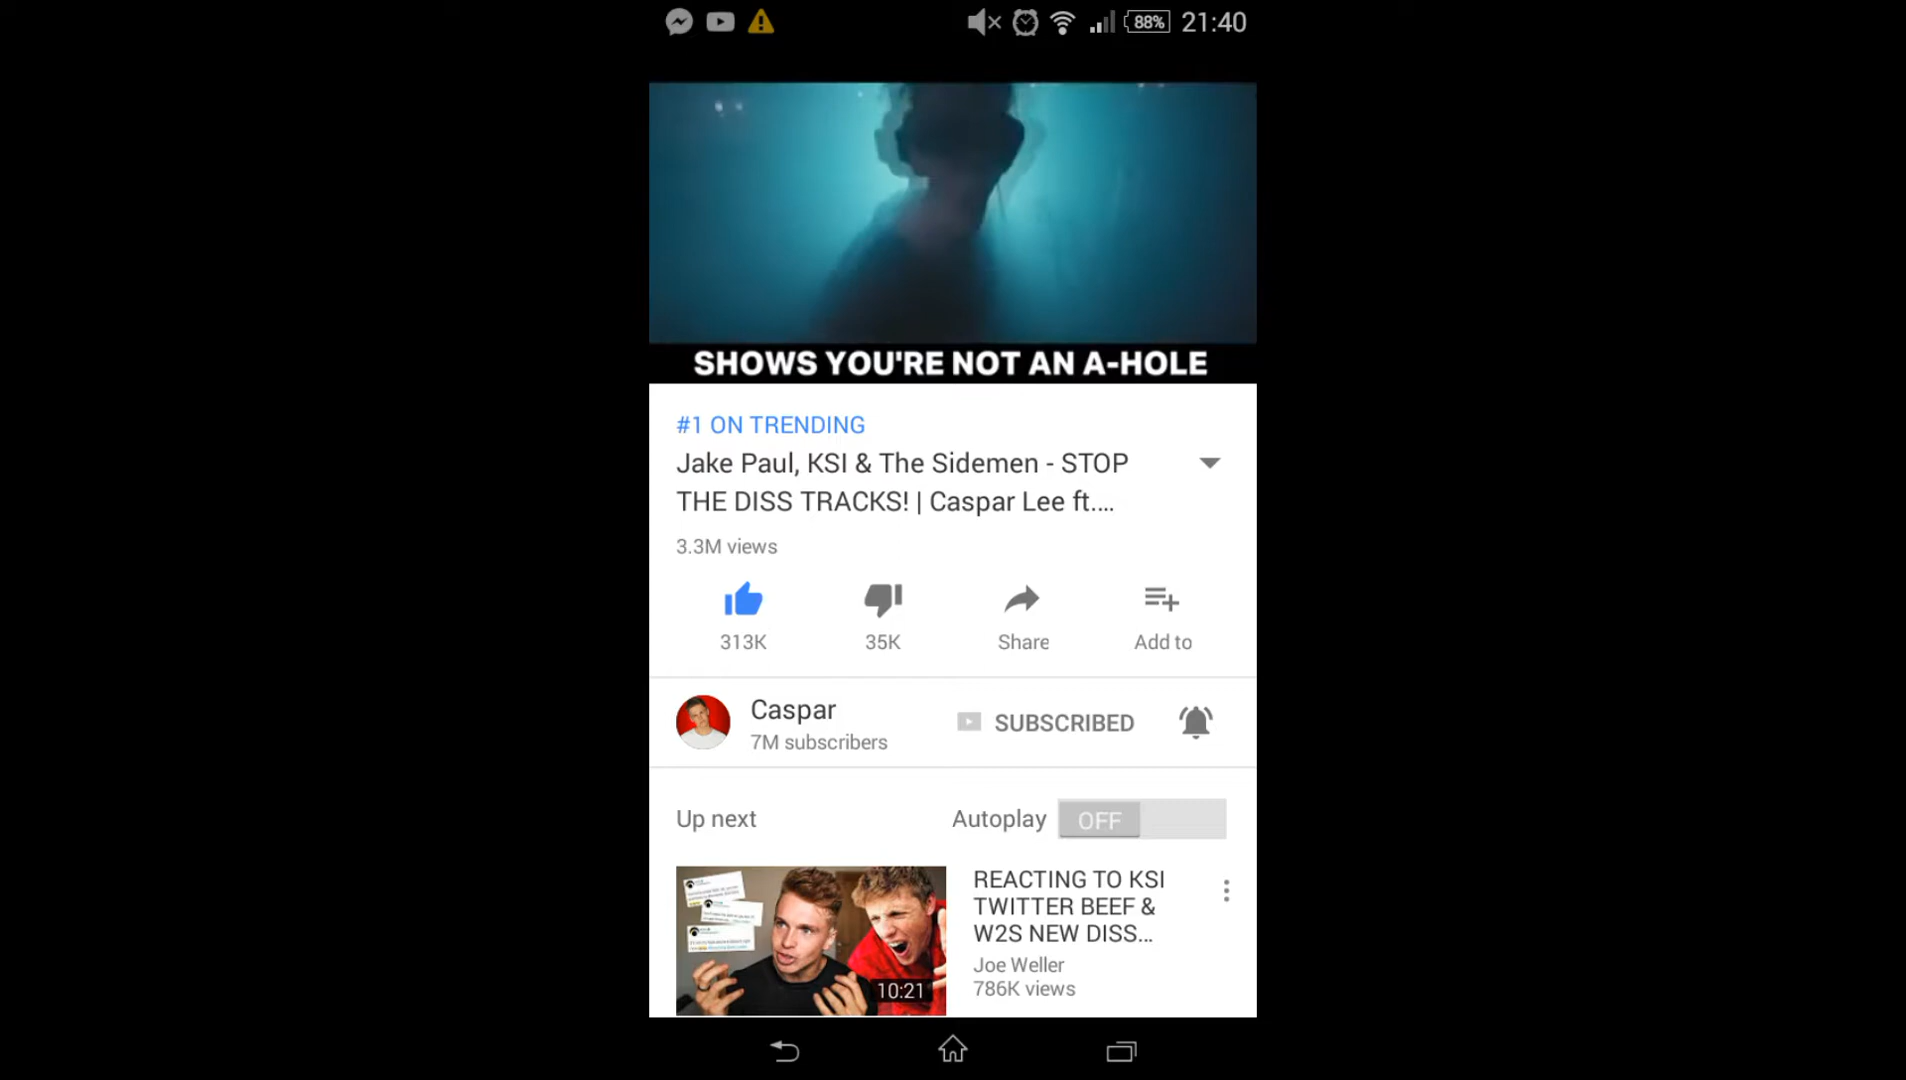 88% 21:40
SHOWS YOU'RE NOT AN A-HOLE
#1 ON TRENDING
Jake Paul, KSI & The Sidemen - STOP
THE DISS TRACKS! | Caspar Lee ft....
3.3M views
313K 35K Share Add to
Caspar
7M subscribers
SUBSCRIBED
Up next Autoplay OFF
10:21
REACTING TO KSI
TWITTER BEEF &
W2S NEW DISS...
Joe Weller
786K views